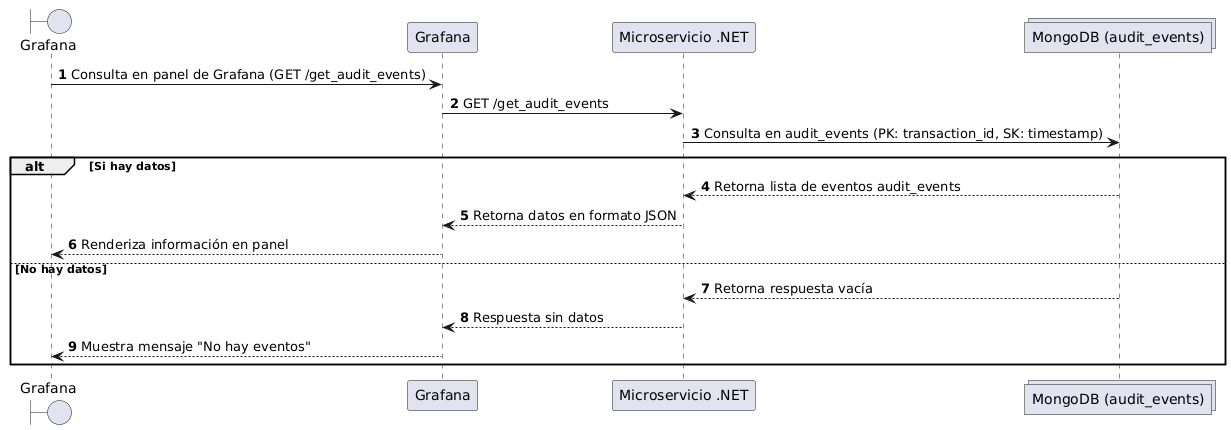 Grafana
Grafana
Microservicio .NET
MongoDB (audit_events)
1 Consulta en panel de Grafana (GET /get_audit_events)
2 GET /get_audit_events
3 Consulta en audit_events (PK: transaction_id, SK: timestamp)
alt [Si hay datos]
4 Retorna lista de eventos audit_events
5 Retorna datos en formato JSON
6 Renderiza información en panel
[No hay datos]
7 Retorna respuesta vacía
8 Respuesta sin datos
9 Muestra mensaje "No hay eventos"
Grafana
Grafana
Microservicio .NET
MongoDB (audit_events)